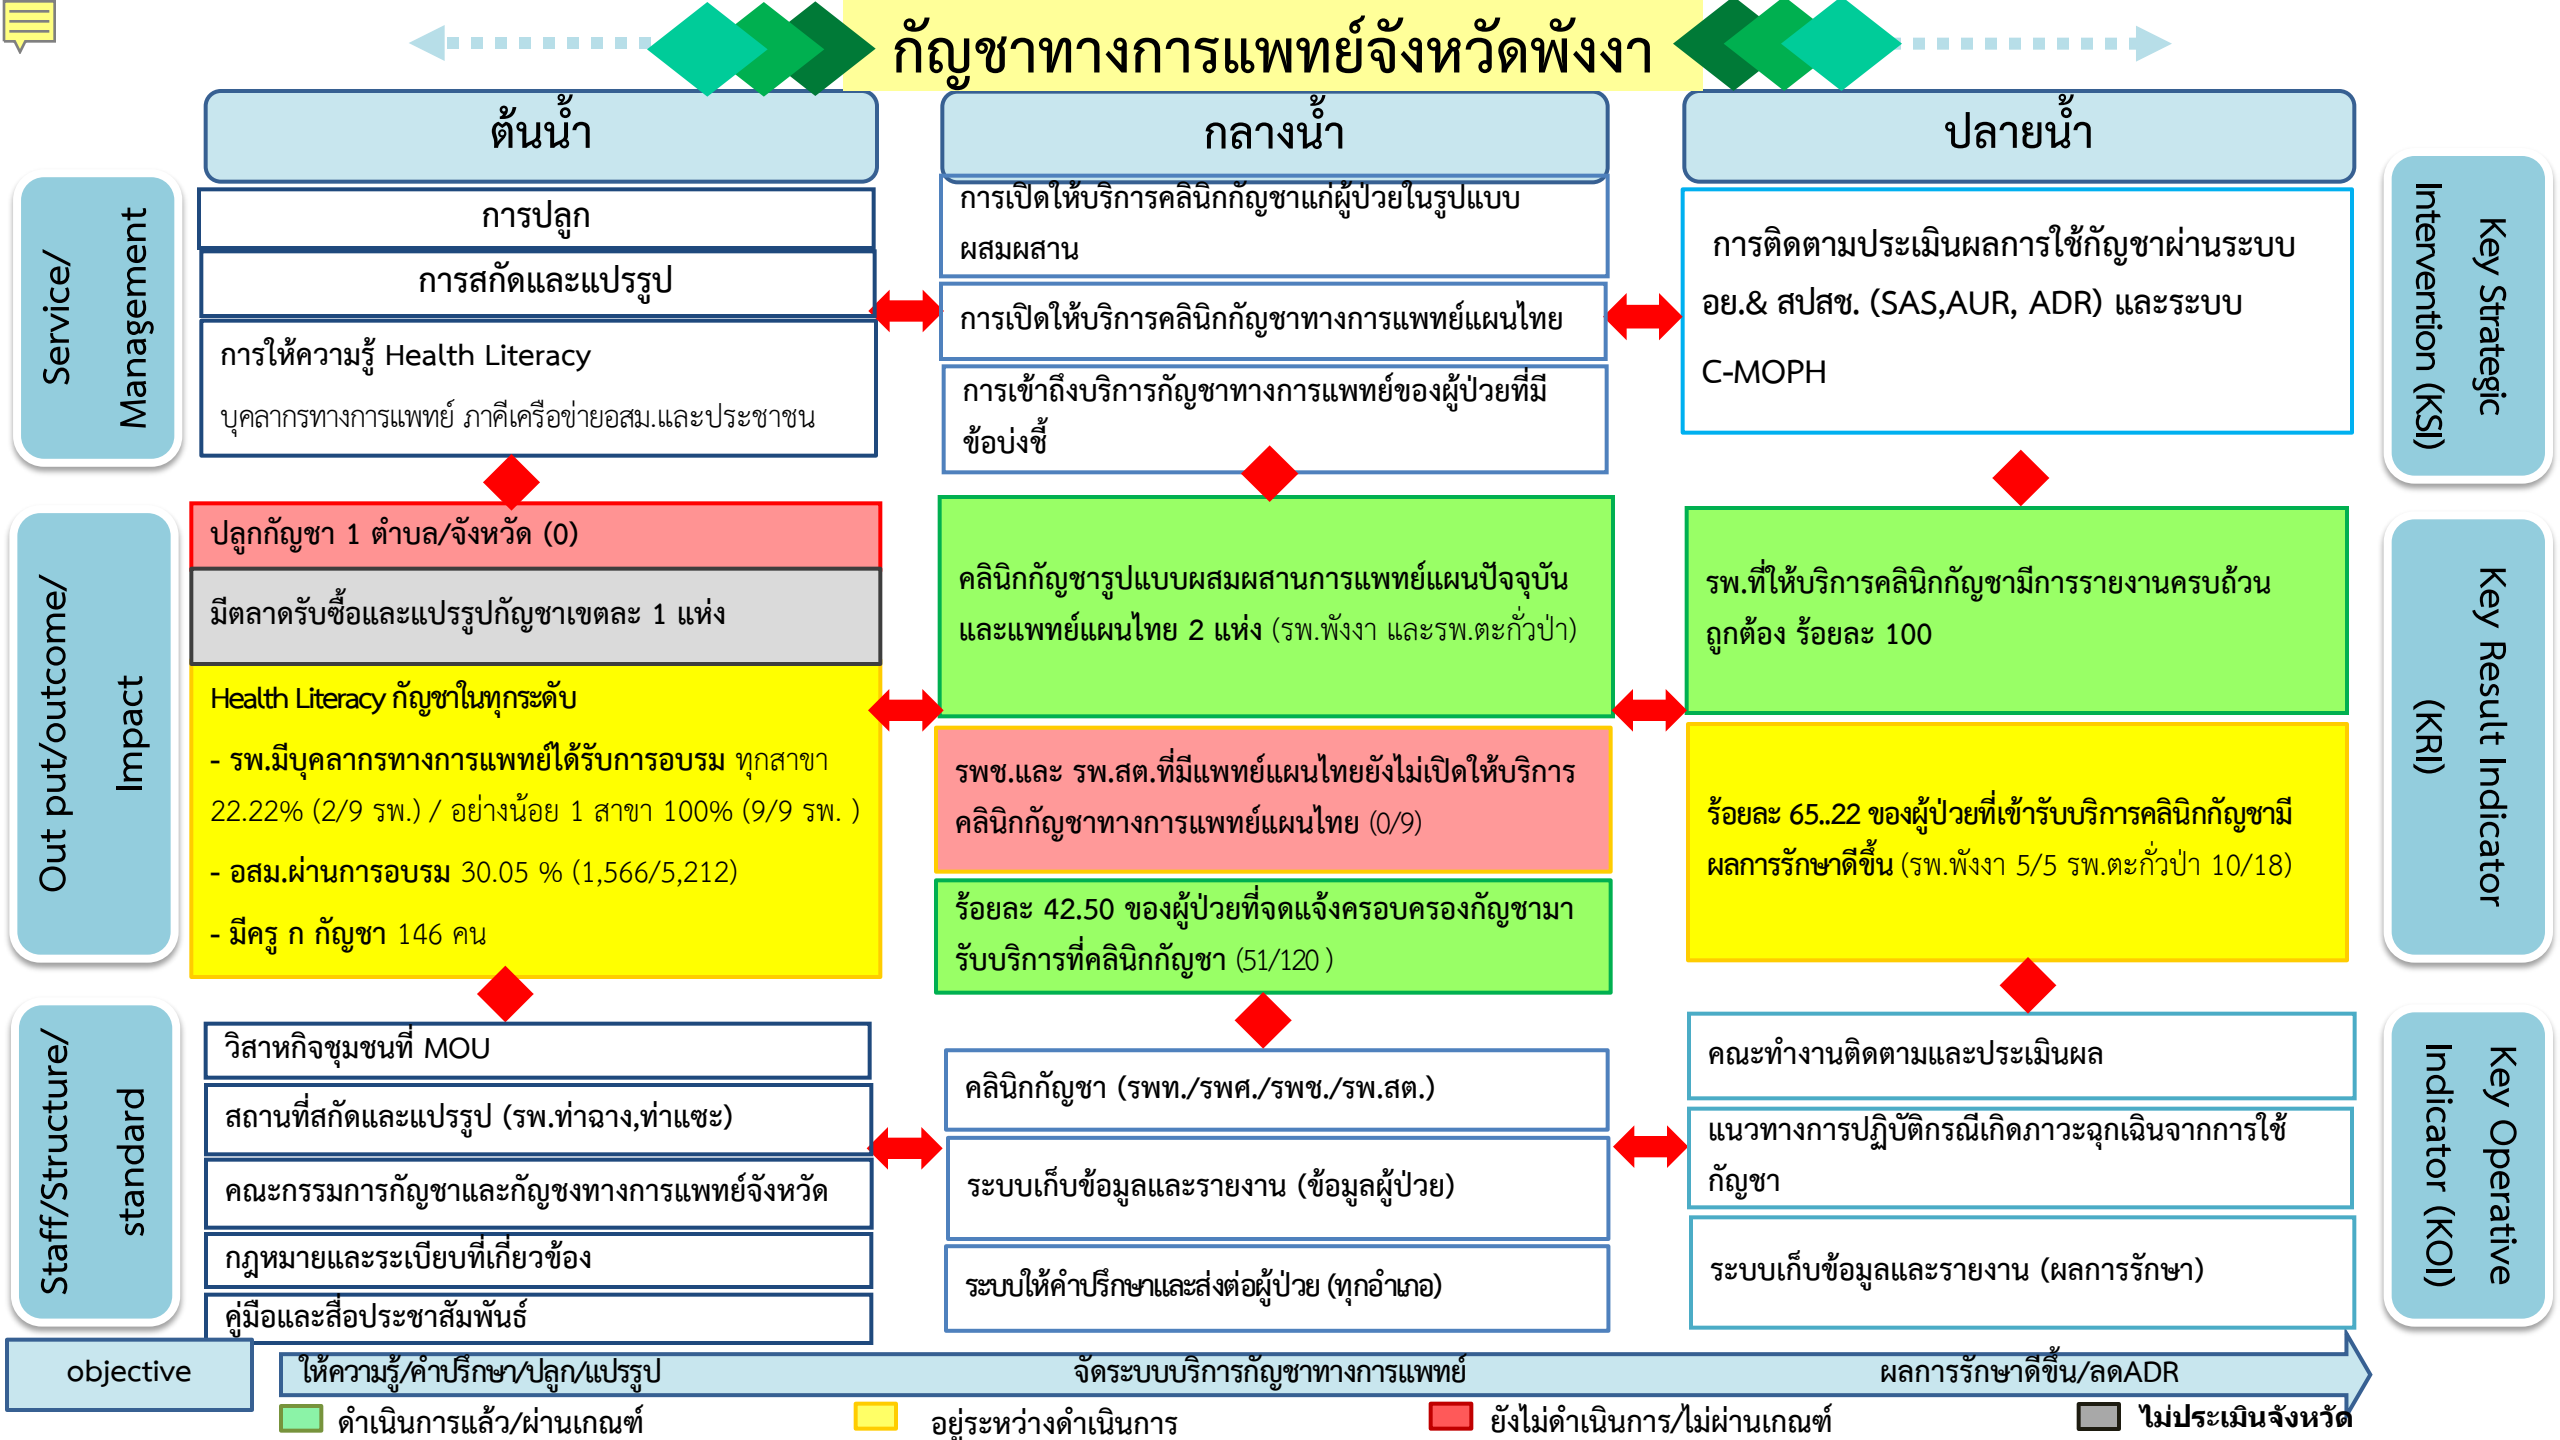 กัญชาทางการแพทย์จังหวัดพังงา
ต้นน้ำ
กลางน้ำ
ปลายน้ำ
Service/
Management
การปลูก
การสกัดและแปรรูป
การให้ความรู้ Health Literacy
บุคลากรทางการแพทย์ ภาคีเครือข่ายอสม.และประชาชน
การเปิดให้บริการคลินิกกัญชาแก่ผู้ป่วยในรูปแบบ
ผสมผสาน
การเปิดให้บริการคลินิกกัญชาทางการแพทย์แผนไทย
การเข้าถึงบริการกัญชาทางการแพทย์ของผู้ป่วยที่มี
ข้อบ่งชี้
การติดตามประเมินผลการใช้กัญชาผ่านระบบ
อย.& สปสช. (SAS,AUR, ADR) และระบบ
C-MOPH
Key Strategic
Intervention (KSI)
Out put/outcome/
Impact
ปลูกกัญชา 1 ตำบล/จังหวัด (0)
มีตลาดรับซื้อและแปรรูปกัญชาเขตละ 1 แห่ง
Health Literacy กัญชาในทุกระดับ
- รพ.มีบุคลากรทางการแพทย์ได้รับการอบรม ทุกสาขา
22.22% (2/9 รพ.) / อย่างน้อย 1 สาขา 100% (9/9 รพ. )
- อสม.ผ่านการอบรม 30.05 % (1,566/5,212)
- มีครู ก กัญชา 146 คน
คลินิกกัญชารูปแบบผสมผสานการแพทย์แผนปัจจุบัน
และแพทย์แผนไทย 2 แห่ง (รพ.พังงา และรพ.ตะกั่วป่า)
รพช.และ รพ.สต.ที่มีแพทย์แผนไทยยังไม่เปิดให้บริการ
คลินิกกัญชาทางการแพทย์แผนไทย (0/9)
ร้อยละ 42.50 ของผู้ป่วยที่จดแจ้งครอบครองกัญชามา
รับบริการที่คลินิกกัญชา (51/120 )
รพ.ที่ให้บริการคลินิกกัญชามีการรายงานครบถ้วน
ถูกต้อง ร้อยละ 100
ร้อยละ 65..22 ของผู้ป่วยที่เข้ารับบริการคลินิกกัญชามี
ผลการรักษาดีขึ้น (รพ.พังงา 5/5 รพ.ตะกั่วป่า 10/18)
Key Result Indicator
(KRI)
Staff/Structure/
standard
วิสาหกิจชุมชนที่ MOU
สถานที่สกัดและแปรรูป (รพ.ท่าฉาง,ท่าแซะ)
คณะกรรมการกัญชาและกัญชงทางการแพทย์จังหวัด
กฎหมายและระเบียบที่เกี่ยวข้อง
คู่มือและสื่อประชาสัมพันธ์
คลินิกกัญชา (รพท./รพศ./รพช./รพ.สต.)
ระบบเก็บข้อมูลและรายงาน (ข้อมูลผู้ป่วย)
ระบบให้คำปรึกษาและส่งต่อผู้ป่วย (ทุกอำเภอ)
คณะทำงานติดตามและประเมินผล
แนวทางการปฏิบัติกรณีเกิดภาวะฉุกเฉินจากการใช้
กัญชา
ระบบเก็บข้อมูลและรายงาน (ผลการรักษา)
Key Operative
Indicator (KOI)
objective
ให้ความรู้/คำปรึกษา/ปลูก/แปรรูป
จัดระบบบริการกัญชาทางการแพทย์
ผลการรักษาดีขึ้น/ลดADR
ดำเนินการแล้ว/ผ่านเกณฑ์
อยู่ระหว่างดำเนินการ
ยังไม่ดำเนินการ/ไม่ผ่านเกณฑ์
ไม่ประเมินจังหวัด